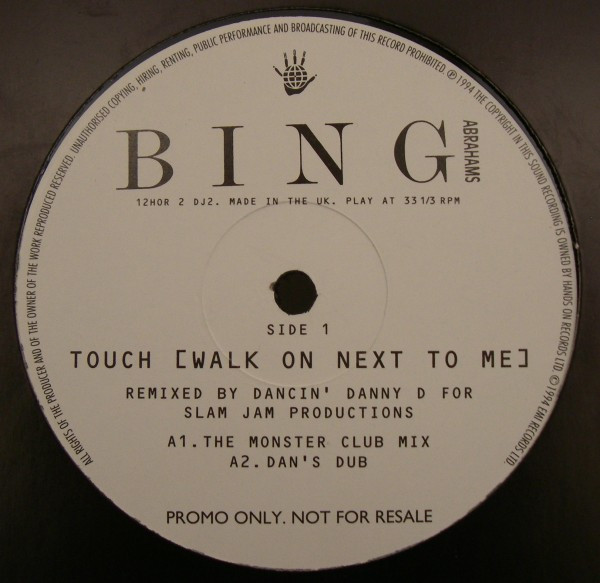 ALL RIGHTS OF THE PRODUCER AND OF THE OWNER OF THE WORK REPRODUCED RESERVED. UNAUTHORISED COPYING, HIRING, RENTING, PUBLIC PERFORMANCE AND BROADCASTING OF THIS RECORD PROHIBITED. ℗ 1994 THE COPYRIGHT IN THIS SOUND RECORDING IS OWNED BY HANDS ON RECORDS LTD. © 1994 EMI RECORDS LTD.
BING
ABRAHAMS
12HOR 2 DJ2. MADE IN THE UK. PLAY AT 33 1/3 RPM
SIDE 1
TOUCH [WALK ON NEXT TO ME]
REMIXED BY DANCIN' DANNY D FOR
SLAM JAM PRODUCTIONS
A1. THE MONSTER CLUB MIX
A2. DAN'S DUB
PROMO ONLY. NOT FOR RESALE